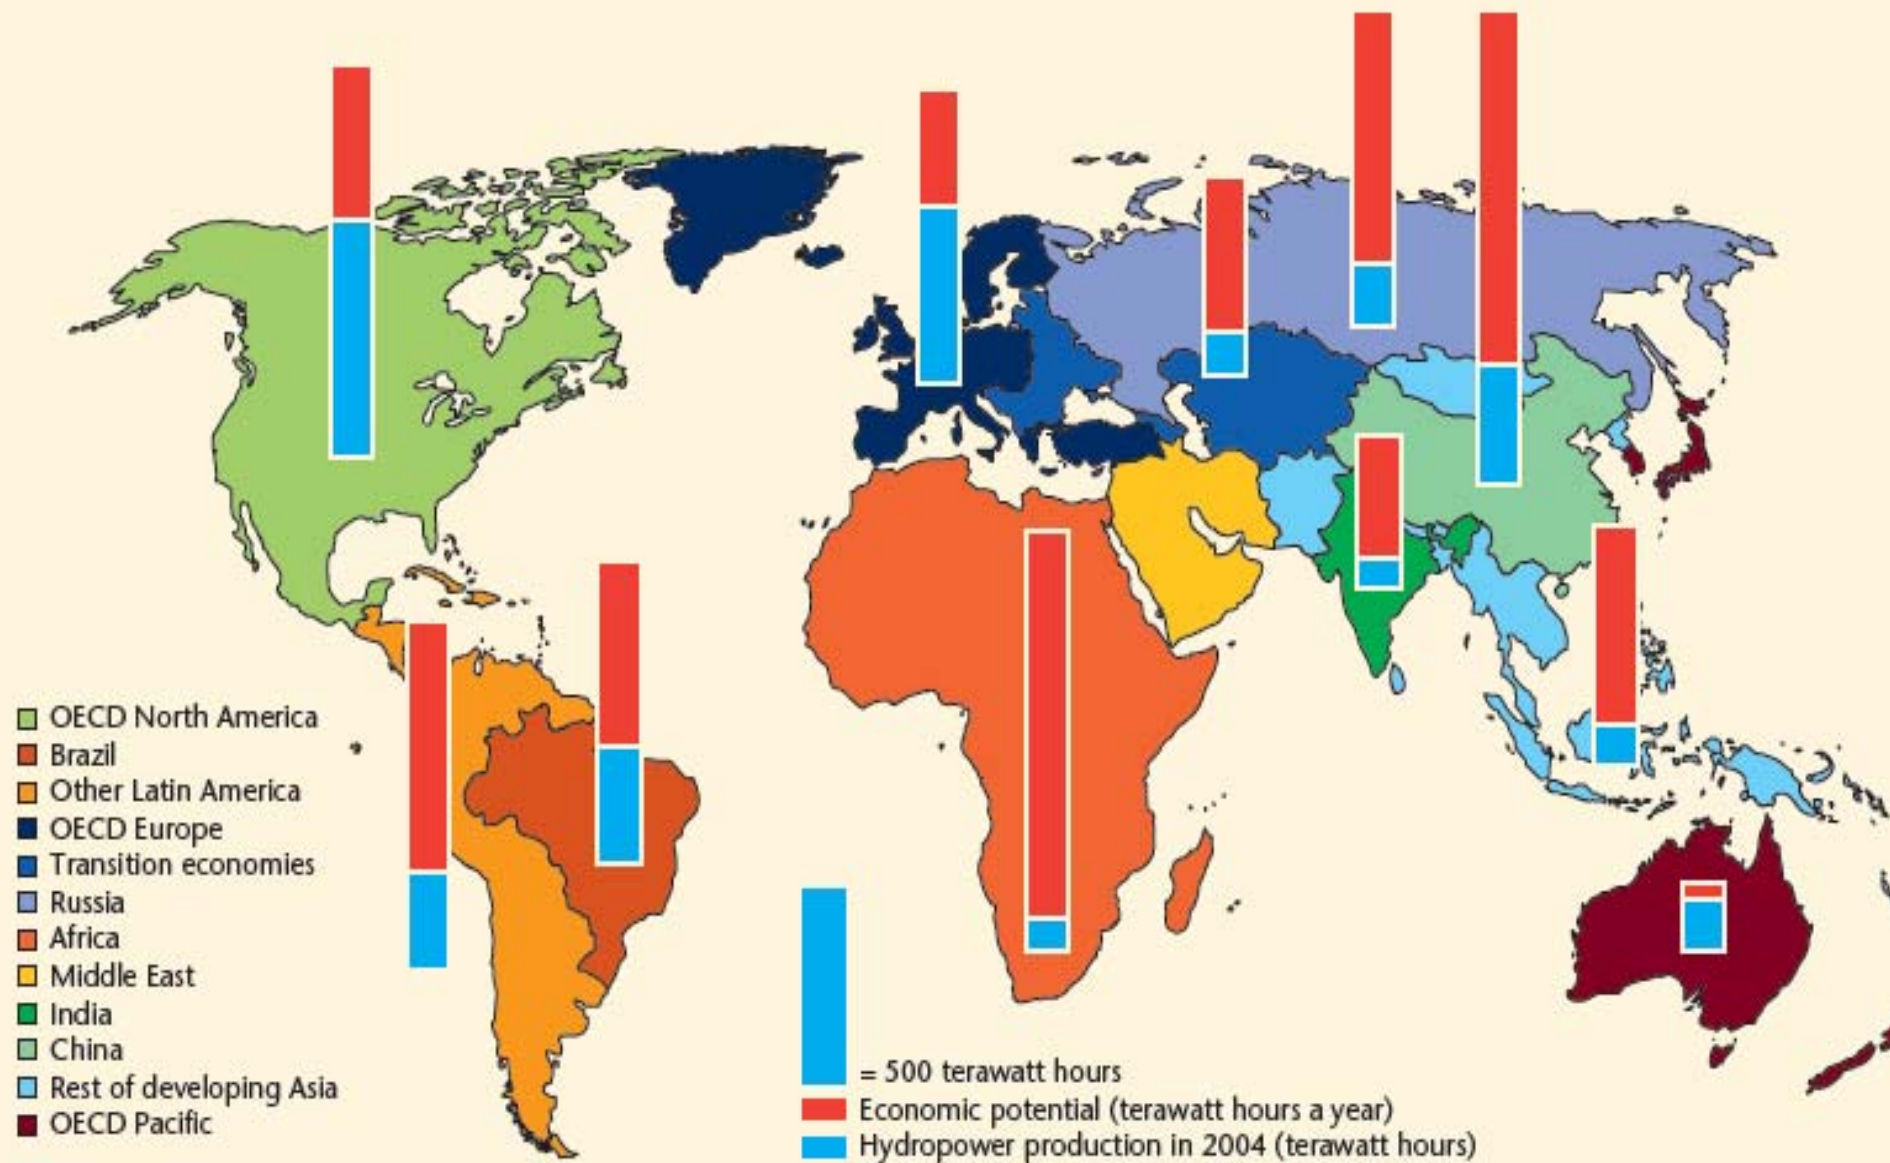 OECD North America
Brazil
Other Latin America
OECD Europe
Transition economies
Russia
Africa
Middle East
India
China
Rest of developing Asia
OECD Pacific
= 500 terawatt hours
Economic potential (terawatt hours a year)
Hydropower production in 2004 (terawatt hours)